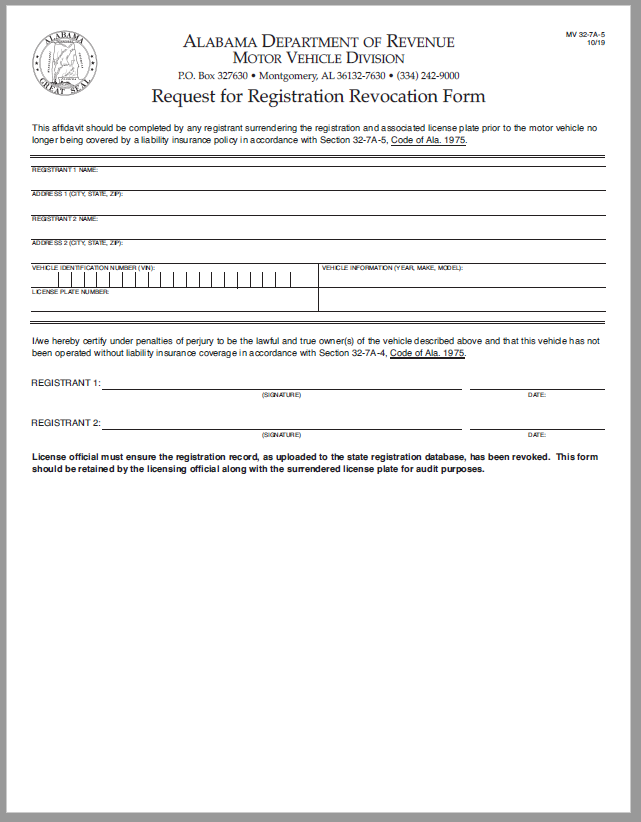 ALABAMA
GREAT SEAL
ALABAMA DEPARTMENT OF REVENUE
MOTOR VEHICLE DIVISION
P.O. Box 327630 • Montgomery, AL 36132-7630 • (334) 242-9000
Request for Registration Revocation Form
MV 32-7A-5
10/19
This affidavit should be completed by any registrant surrendering the registration and associated license plate prior to the motor vehicle no
longer being covered by a liability insurance policy in accordance with Section 32-7A-5, Code of Ala. 1975.
REGISTRANT 1 NAME:
ADDRESS 1 (CITY, STATE, ZIP):
REGISTRANT 2 NAME:
ADDRESS 2 (CITY, STATE, ZIP):
VEHICLE IDENTIFICATION NUMBER (VIN):
VEHICLE INFORMATION (YEAR, MAKE, MODEL):
LICENSE PLATE NUMBER:
I/we hereby certify under penalties of perjury to be the lawful and true owner(s) of the vehicle described above and that this vehicle has not
been operated without liability insurance coverage in accordance with Section 32-7A-4, Code of Ala. 1975.
REGISTRANT 1:
(SIGNATURE)
DATE:
REGISTRANT 2:
(SIGNATURE)
DATE:
License official must ensure the registration record, as uploaded to the state registration database, has been revoked. This form
should be retained by the licensing official along with the surrendered license plate for audit purposes.